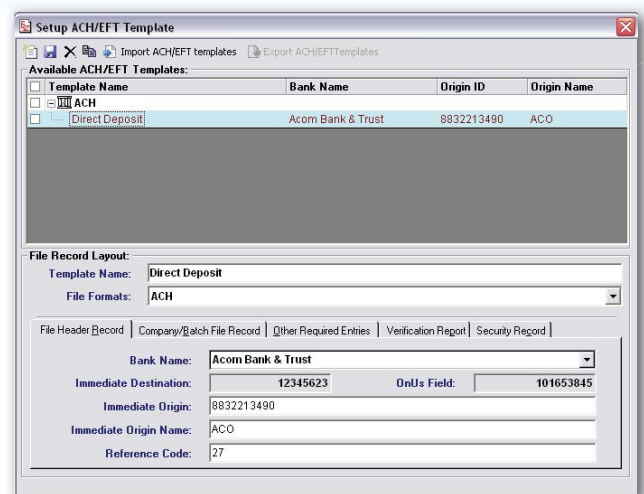 Setup ACH/EFT Template
Import ACH/EFT templates Export ACH/EFTTemplates
Available ACH/EFT Templates:
Template Name Bank Name Origin ID Origin Name
ACH
Direct Deposit Acom Bank & Trust 8832213490 ACO
File Record Layout:
Template Name: Direct Deposit
File Formats: ACH
File Header Record Company/Batch File Record Other Required Entries Verification Report Security Record
Bank Name: Acom Bank & Trust
Immediate Destination: 12345623 OnUs Field: 101653845
Immediate Origin: 8832213490
Immediate Origin Name: ACO
Reference Code: 27